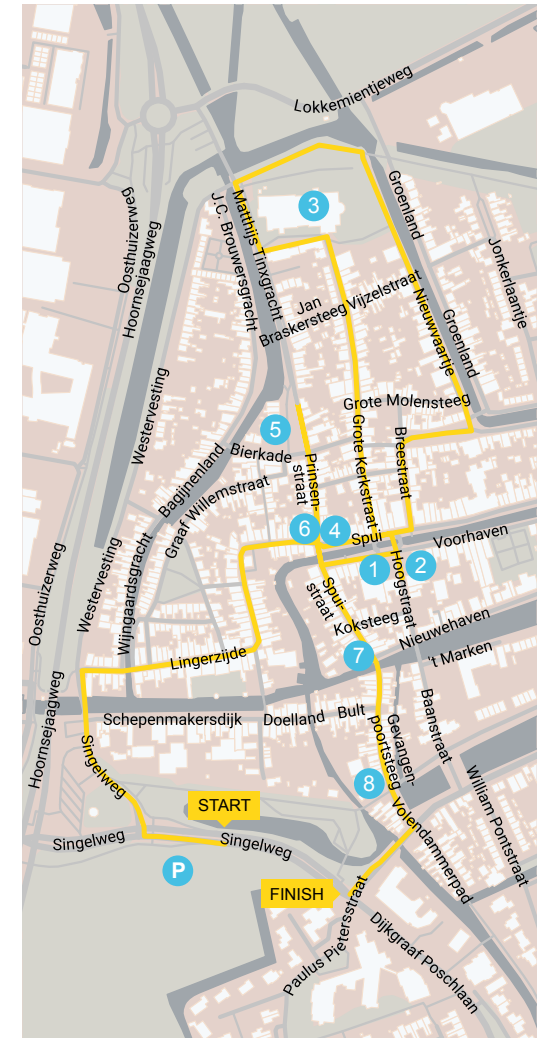 Lokkemientjeweg
Groenland
3
Matthijs Tinxgracht
J.C. Brouwersgracht
Oosthuizerweg
Hoornsejaagweg
Jonkerlaantje
Jan
Braskersteeg
Vijzelstraat
Nieuwvaartje
Groenland
Westervesting
Grote Molensteeg
5
Bierkade
Bagijnenland
Graaf Willemstraat
Prinsen-
straat
Grote Kerkstraat
Breestraat
6
4
Spui
Voorhaven
Oosthuizerweg
Westervesting
Wijngaardsgracht
1
2
Hoogstraat
Spui-
straat
Koksteeg
Nieuwehaven
7
't Marken
Lingerzijde
Hoornsejaagweg
Schepenmakersdijk
Doelland
Bult
Baanstraat
Gevangen-
poortsteeg
Singelweg
8
START
Volendammerpad
William Pontstraat
Singelweg
Singelweg
P
FINISH
Paulus Pietersstraat
Dijkgraaf Poschlaan